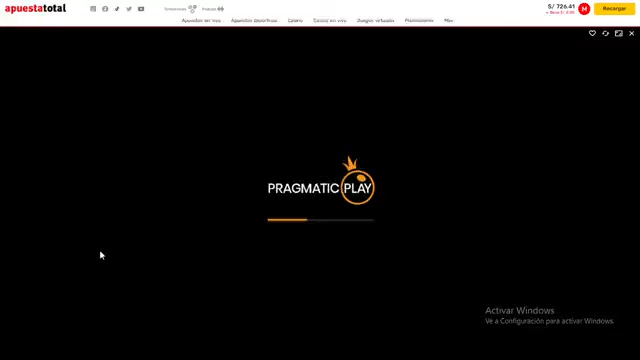 apuestatotal
S/ 726.41
M
Recargar
Apuestas en vivo Apuestas deportivas Casino Casino en vivo Juegos virtuales Promociones Más
PRAGMATIC PLAY
Activar Windows
Ve a Configuración para activar Windows.